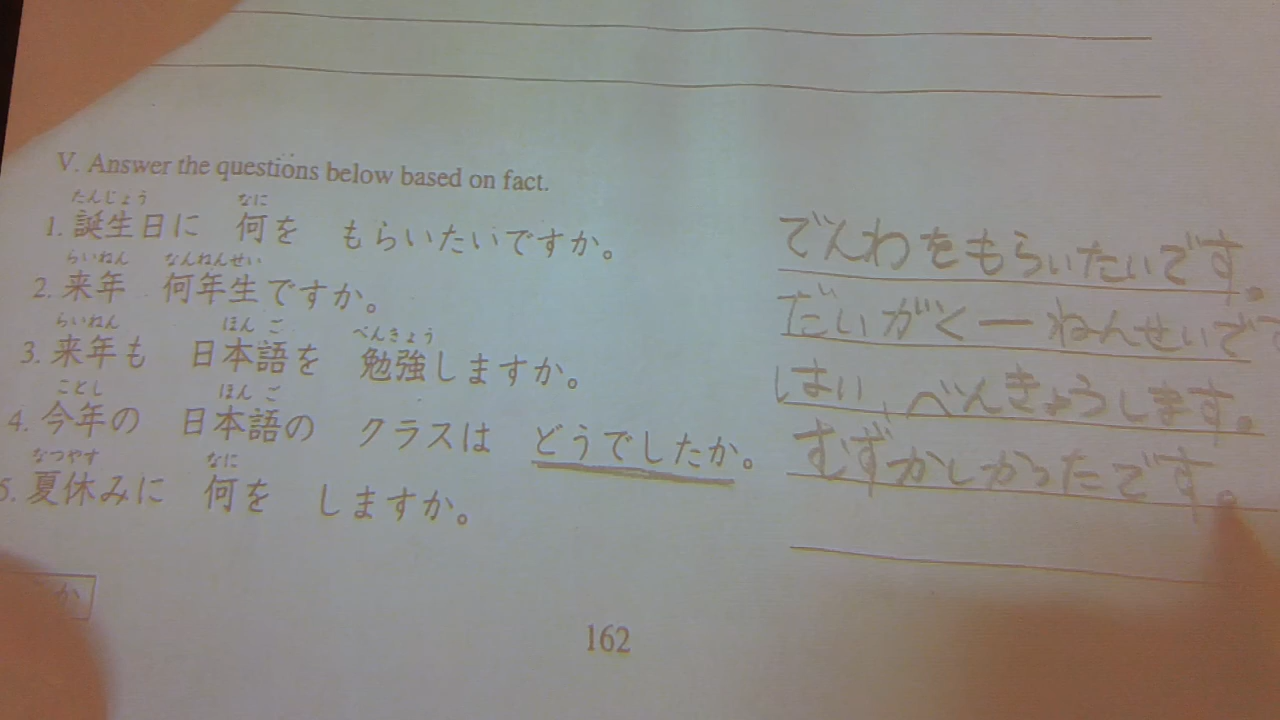 V. Answer the questions below based on fact.
たんじょう なに
1. 誕生日に 何を もらいたいですか。 でんわをもらいたいです。
らいねん なんねんせい
2. 来年 何年生ですか。 だいがく一ねんせいで
らいねん ほん ご べんきょう
3. 来年も 日本語を 勉強しますか。 はい、べんきょうします。
ことし ほん ご
4. 今年の 日本語の クラスは どうでしたか。 むずかしかったです。
なつやす なに
5. 夏休みに 何を しますか。
か
162